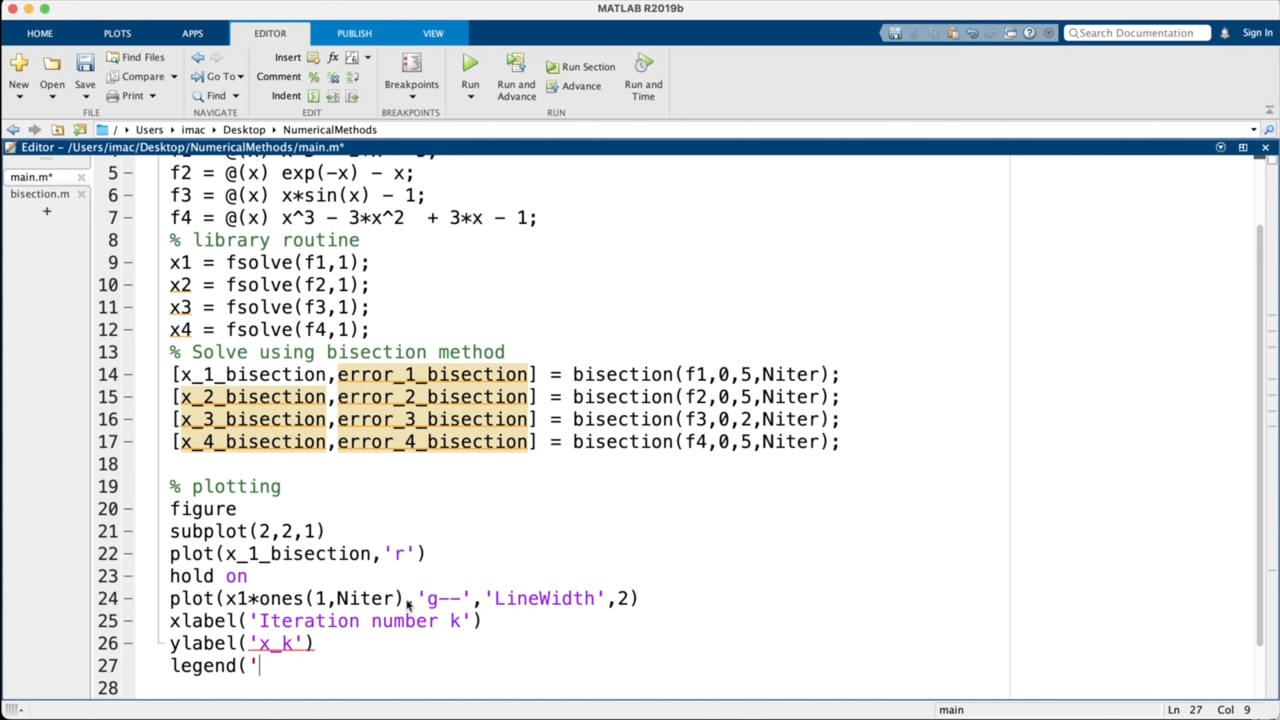 MATLAB R2019b
HOME PLOTS APPS EDITOR PUBLISH VIEW Search Documentation Sign In
New Open Save Find Files Compare Print
Go To Find
Insert fx Comment % Indent
Breakpoints Run Run and Advance Run Section Advance Run and Time
FILE NAVIGATE EDIT BREAKPOINTS RUN
/ Users imac Desktop NumericalMethods
Editor - /Users/imac/Desktop/NumericalMethods/main.m*
main.m*
bisection.m
+
5 – f2 = @(x) exp(-x) - x;
6 – f3 = @(x) x*sin(x) - 1;
7 – f4 = @(x) x^3 - 3*x^2  + 3*x - 1;
8 % library routine
9 – x1 = fsolve(f1,1);
10 – x2 = fsolve(f2,1);
11 – x3 = fsolve(f3,1);
12 – x4 = fsolve(f4,1);
13 % Solve using bisection method
14 – [x_1_bisection,error_1_bisection] = bisection(f1,0,5,Niter);
15 – [x_2_bisection,error_2_bisection] = bisection(f2,0,5,Niter);
16 – [x_3_bisection,error_3_bisection] = bisection(f3,0,2,Niter);
17 – [x_4_bisection,error_4_bisection] = bisection(f4,0,5,Niter);
18
19 % plotting
20 – figure
21 – subplot(2,2,1)
22 – plot(x_1_bisection,'r')
23 – hold on
24 – plot(x1*ones(1,Niter),'g--','LineWidth',2)
25 – xlabel('Iteration number k')
26 – ylabel('x_k')
27 legend('
28
main Ln 27 Col 9